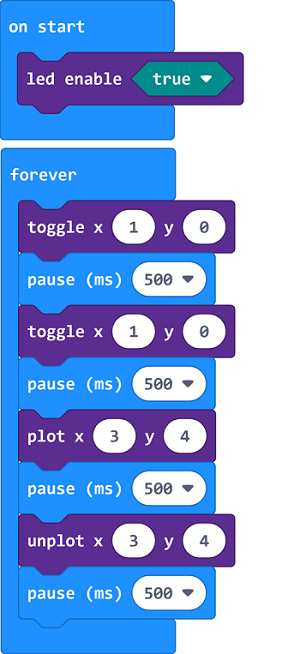 on start
led enable true
forever
toggle x 1 y 0
pause (ms) 500
toggle x 1 y 0
pause (ms) 500
plot x 3 y 4
pause (ms) 500
unplot x 3 y 4
pause (ms) 500